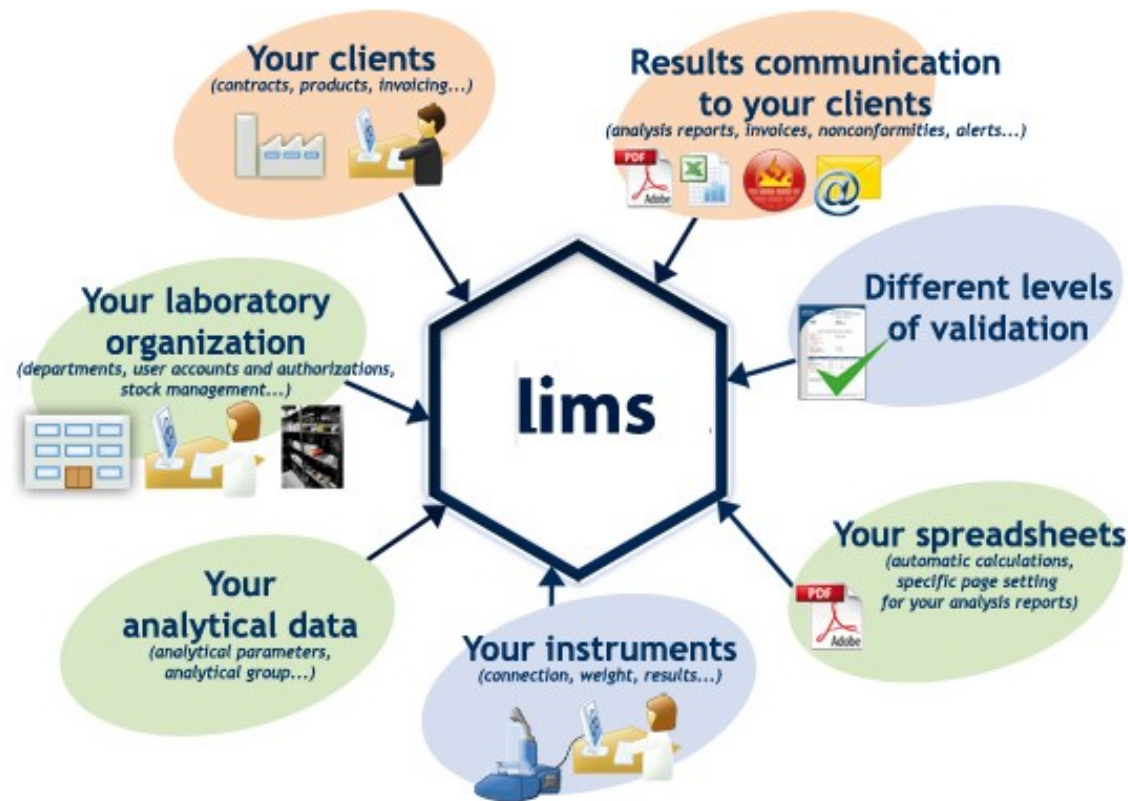 Your clients
(contracts, products, invoicing...)
Results communication
to your clients
(analysis reports, invoices, nonconformities, alerts...)
PDF
Adobe
X
@
Different levels
of validation
Your laboratory
organization
(departments, user accounts and authorizations,
stock management...)
lims
Your spreadsheets
(automatic calculations,
specific page setting
for your analysis reports)
PDF
Adobe
Your
analytical data
(analytical parameters,
analytical group...)
Your instruments
(connection, weight, results...)